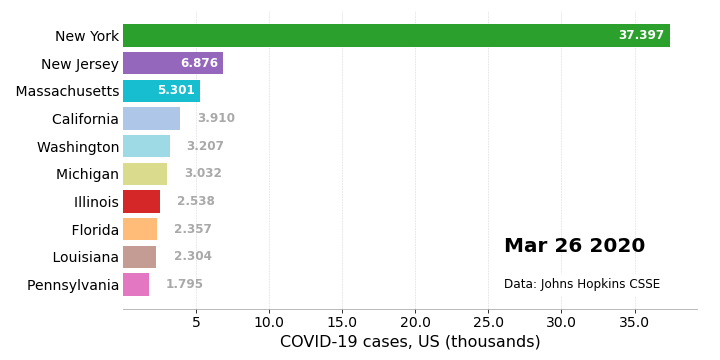 New York 37.397
New Jersey 6.876
Massachusetts 5.301
California 3.910
Washington 3.207
Michigan 3.032
Illinois 2.538
Florida 2.357
Louisiana 2.304
Pennsylvania 1.795
Mar 26 2020
Data: Johns Hopkins CSSE
5 10.0 15.0 20.0 25.0 30.0 35.0
COVID-19 cases, US (thousands)